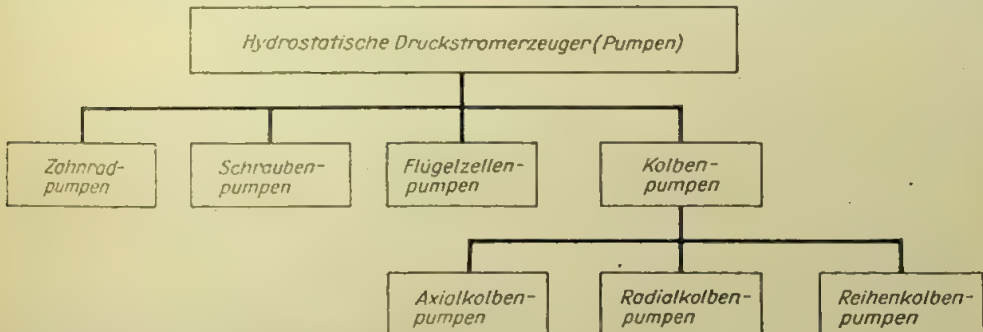 Hydrostatische Druckstromerzeuger (Pumpen)
Zahnrad-
pumpen
Schrauben-
pumpen
Flügelzellen-
pumpen
Kolben-
pumpen
Axialkolben-
pumpen
Radialkolben-
pumpen
Reihenkolben-
pumpen